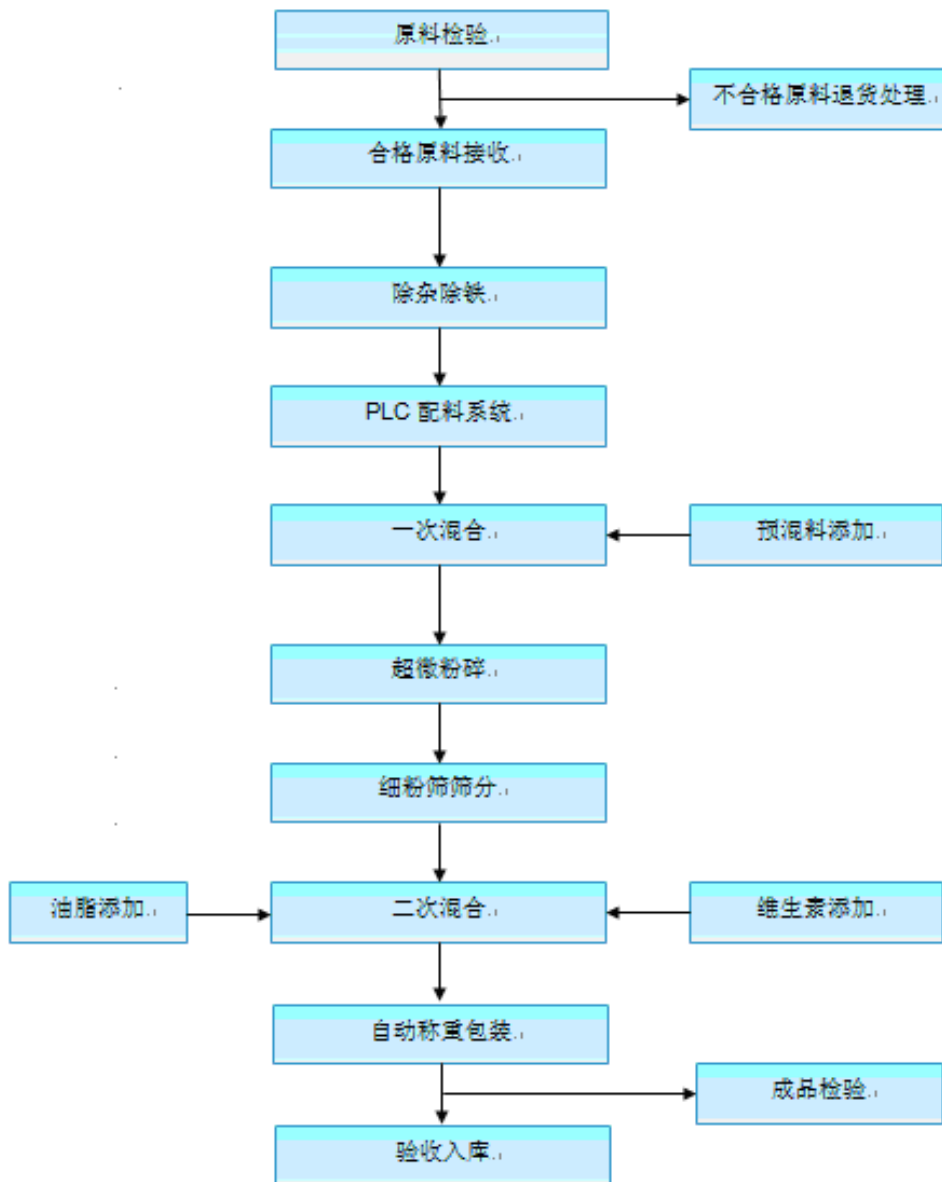 原料检验
不合格原料退货处理
合格原料接收
除杂除铁
PLC 配料系统
一次混合
预混料添加
超微粉碎
细粉筛筛分
油脂添加
二次混合
维生素添加
自动称重包装
成品检验
验收入库